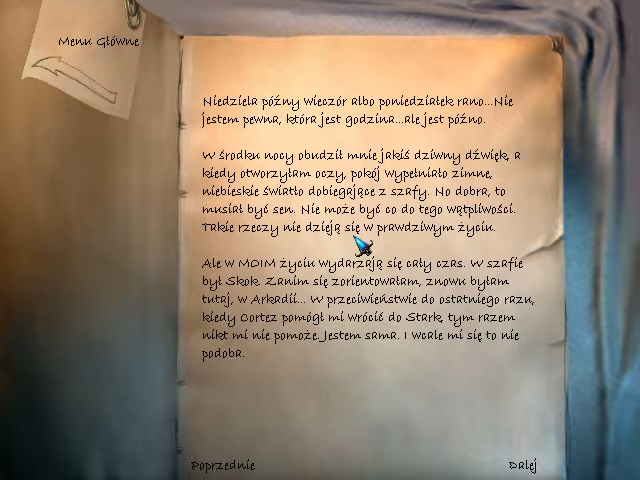 Menu Główne
Niedziela późny wieczór albo poniedziałek rano...Nie
jestem pewna, która jest godzina...ale jest późno.
W środku nocy obudził mnie jakiś dziwny dźwięk, a
kiedy otworzyłam oczy, pokój wypełniało zimne,
niebieskie światło dobiegające z szafy. No dobra, to
musiał być sen. Nie może być co do tego wątpliwości.
Takie rzeczy nie dzieją się w prawdziwym życiu.
Ale w MOIM życiu wydarzają się cały czas. W szafie
był Skok. Zanim się zorientowałam, znowu byłam
tutaj, w Arkadii... W przeciwieństwie do ostatniego razu,
kiedy Cortez pomógł mi wrócić do Stark, tym razem
nikt mi nie pomoże. Jestem sama. I wcale mi się to nie
podoba.
Poprzednie
Dalej